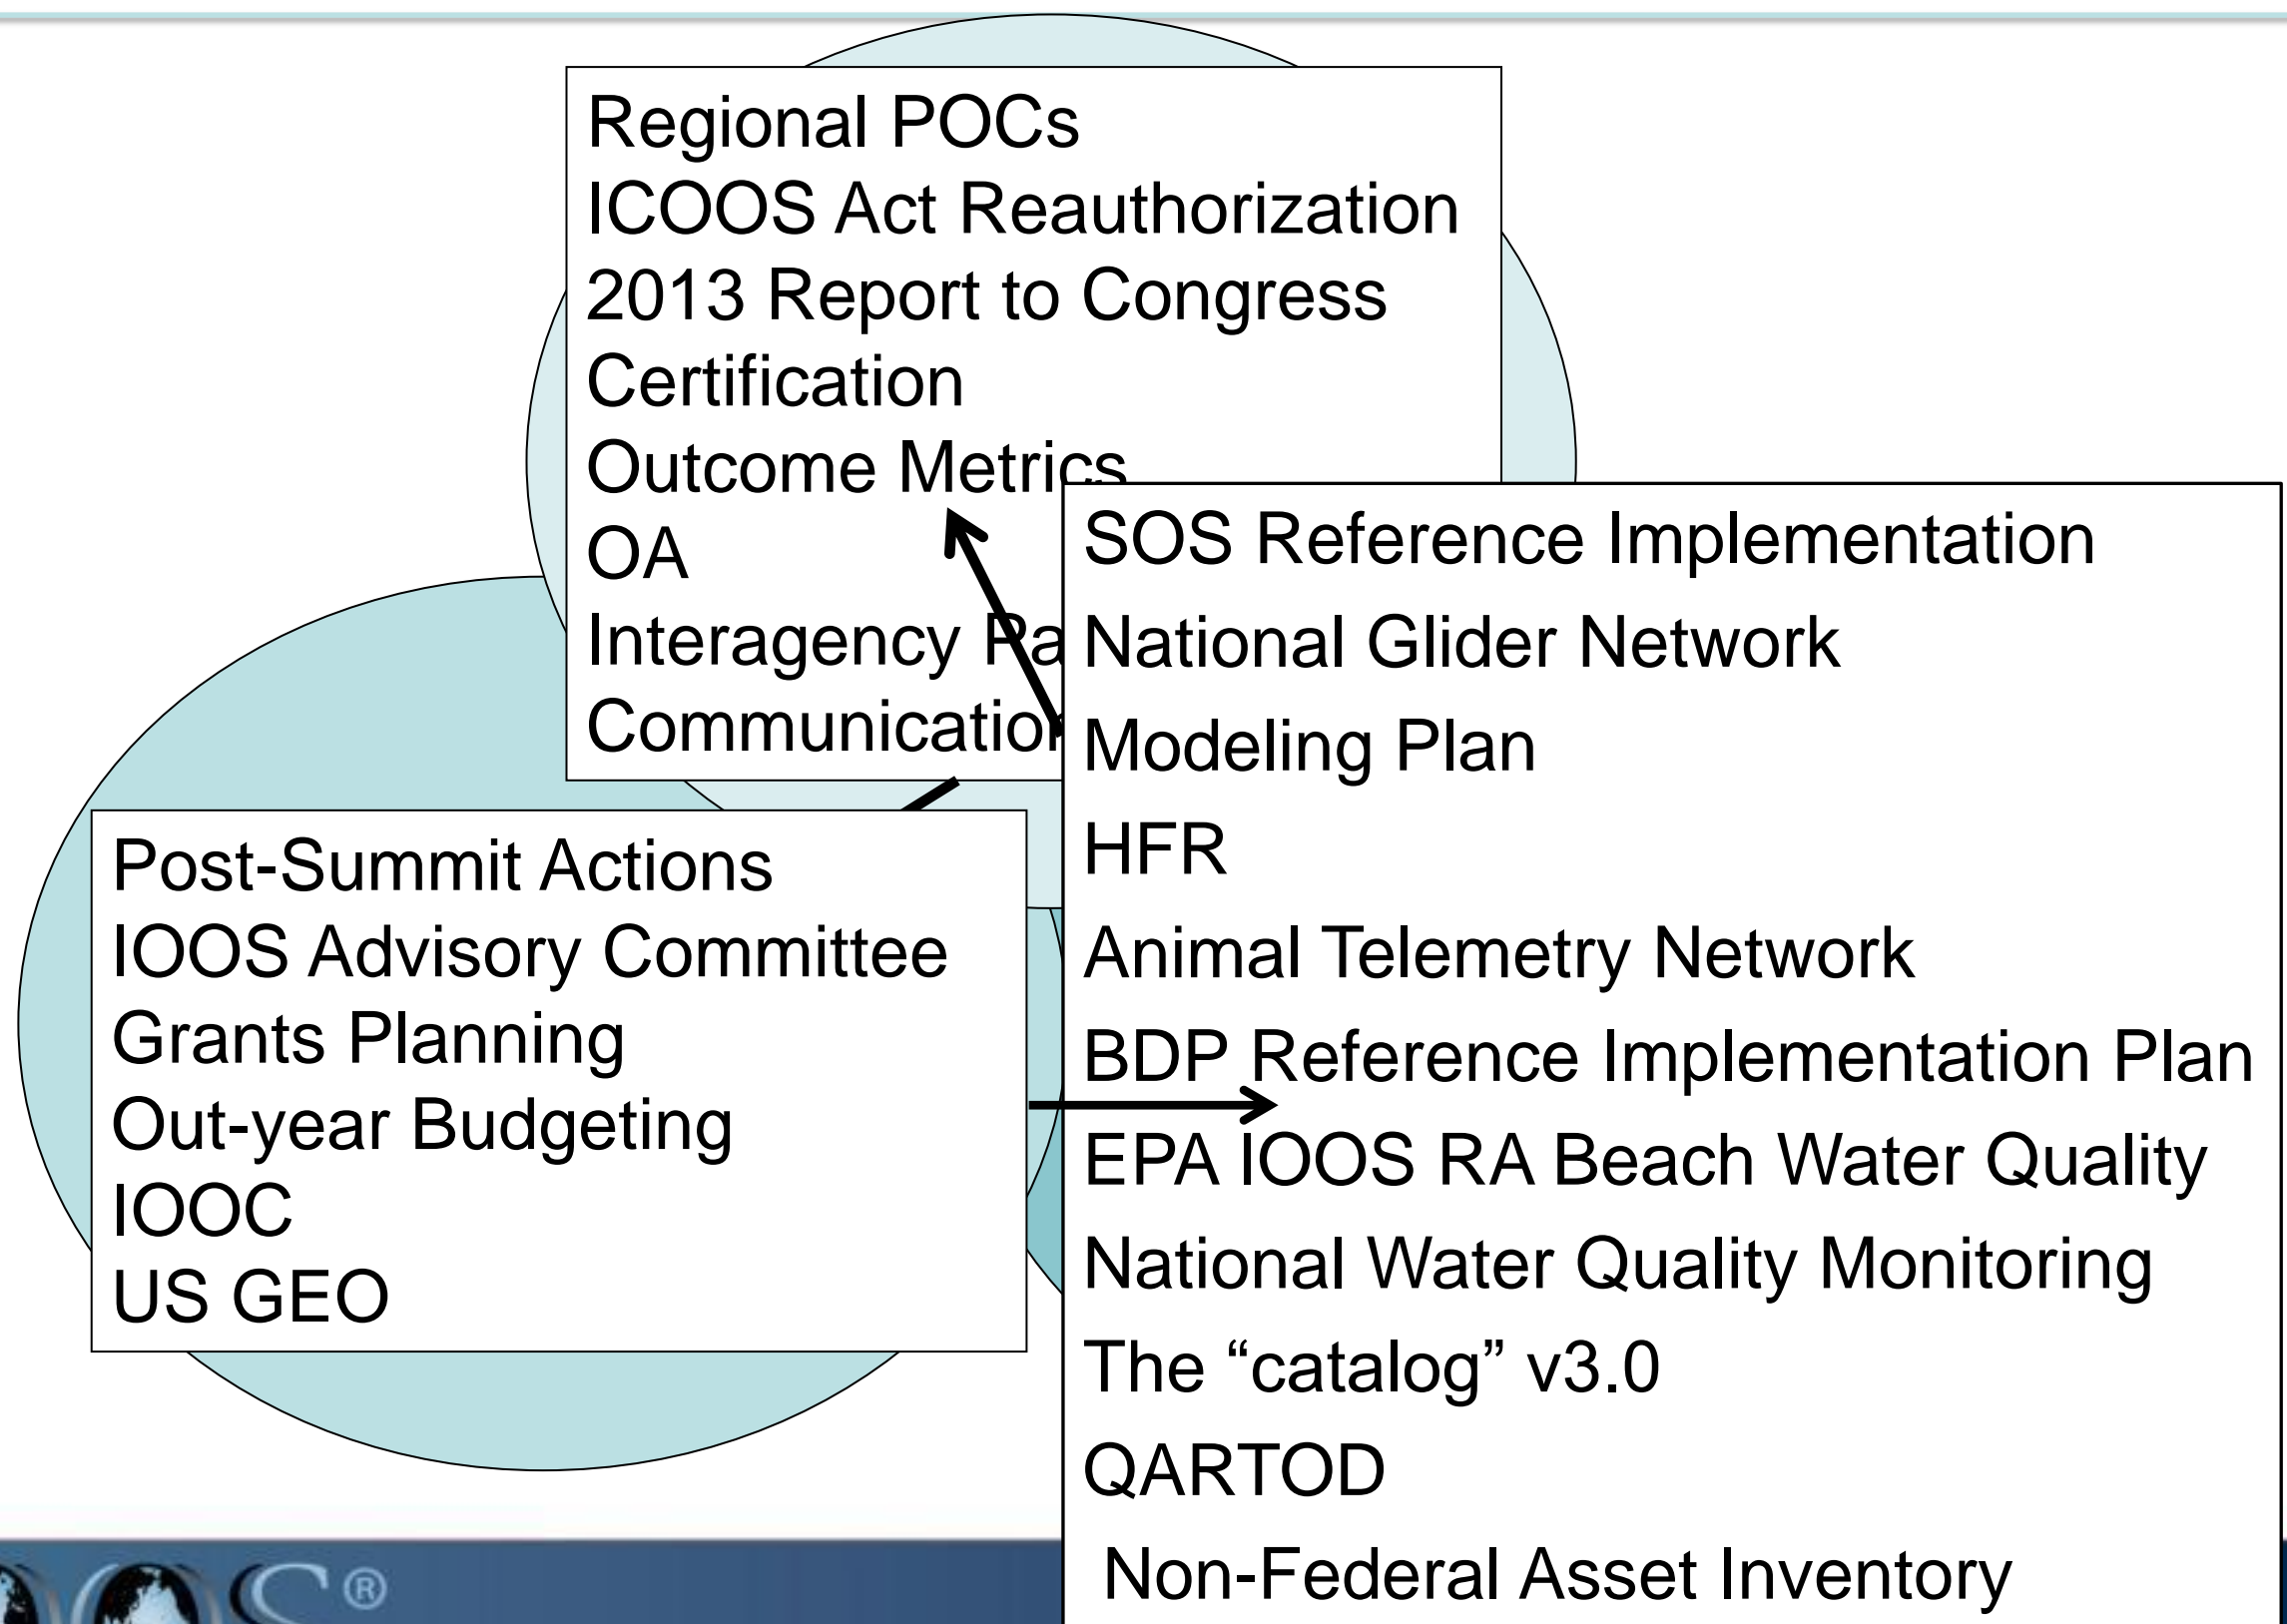 Regional POCs
ICOOS Act Reauthorization
2013 Report to Congress
Certification
Outcome Metrics
OA
Interagency
Post-Summit Actions
IOOS Advisory Committee
Grants Planning
Out-year Budgeting
IOOC
US GEO
SOS Reference Implementation
National Glider Network
Modeling Plan
HFR
Animal Telemetry Network
BDP Reference Implementation Plan
EPA IOOS RA Beach Water Quality
National Water Quality Monitoring
The “catalog” v3.0
QARTOD
Non-Federal Asset Inventory
®